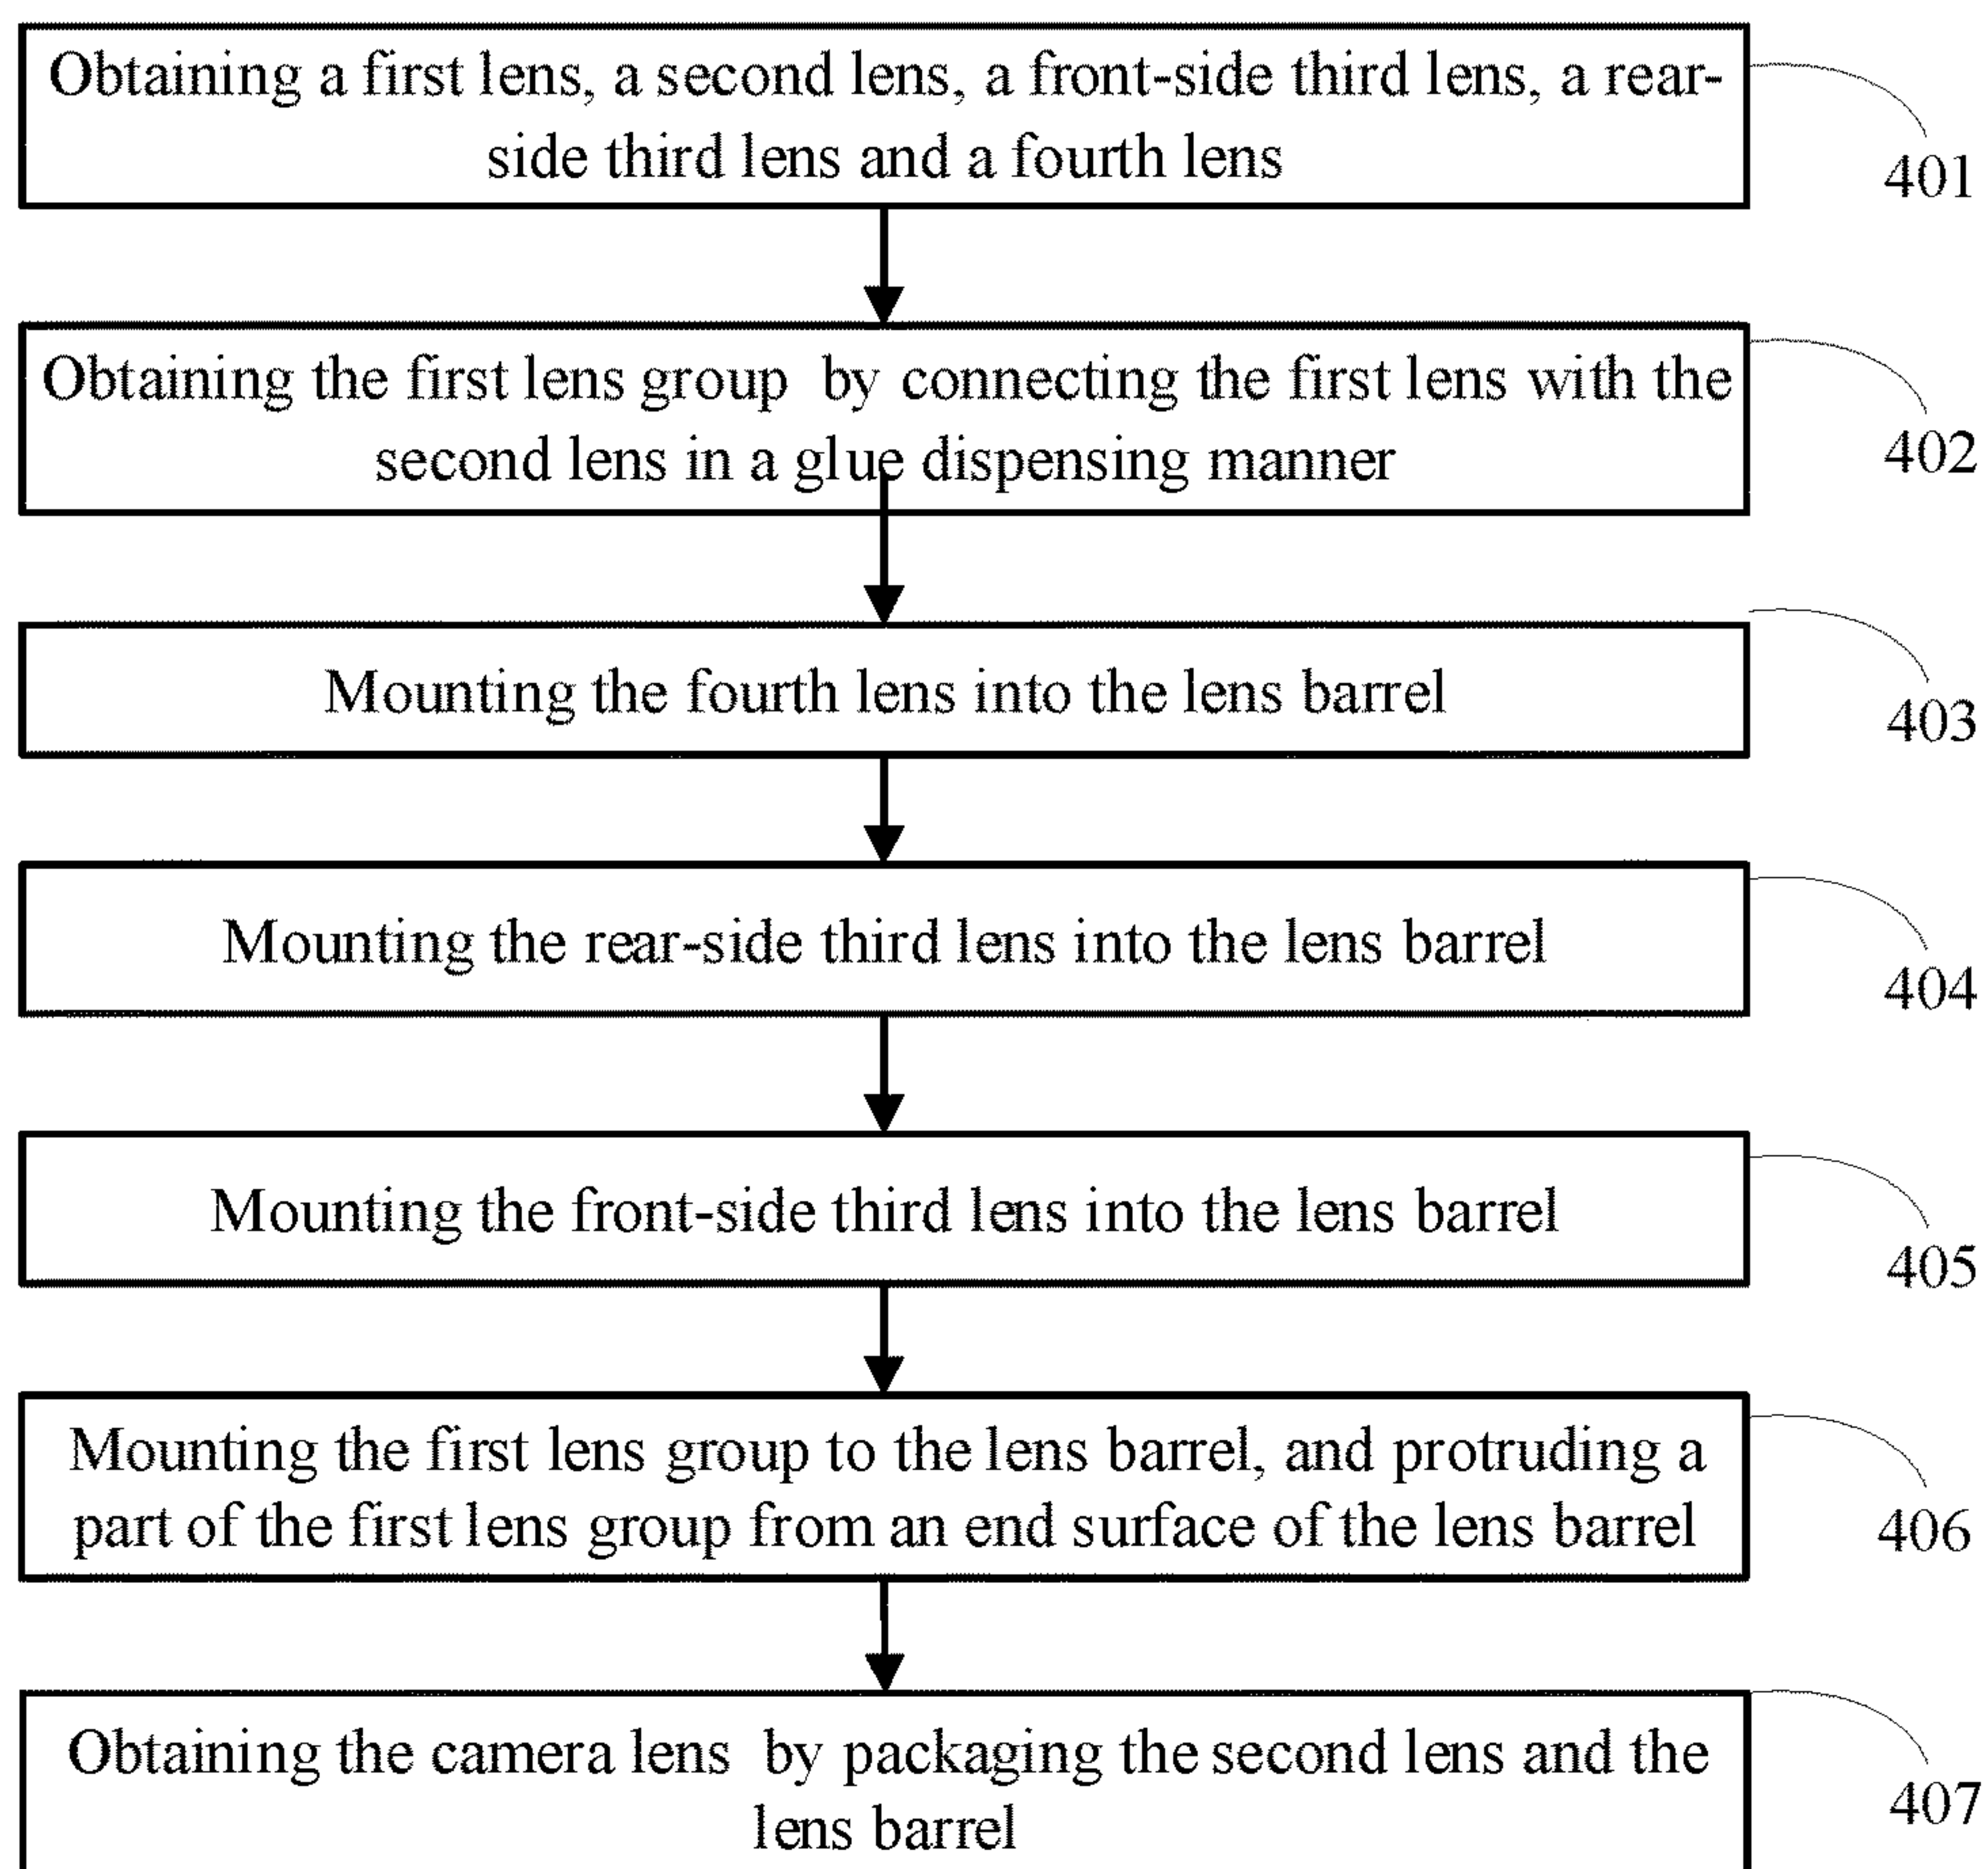 Obtaining a first lens, a second lens, a front-side third lens, a rear-
side third lens and a fourth lens
401
Obtaining the first lens group by connecting the first lens with the
second lens in a glue dispensing manner
402
Mounting the fourth lens into the lens barrel
403
Mounting the rear-side third lens into the lens barrel
404
Mounting the front-side third lens into the lens barrel
405
Mounting the first lens group to the lens barrel, and protruding a
part of the first lens group from an end surface of the lens barrel
406
Obtaining the camera lens by packaging the second lens and the
lens barrel
407